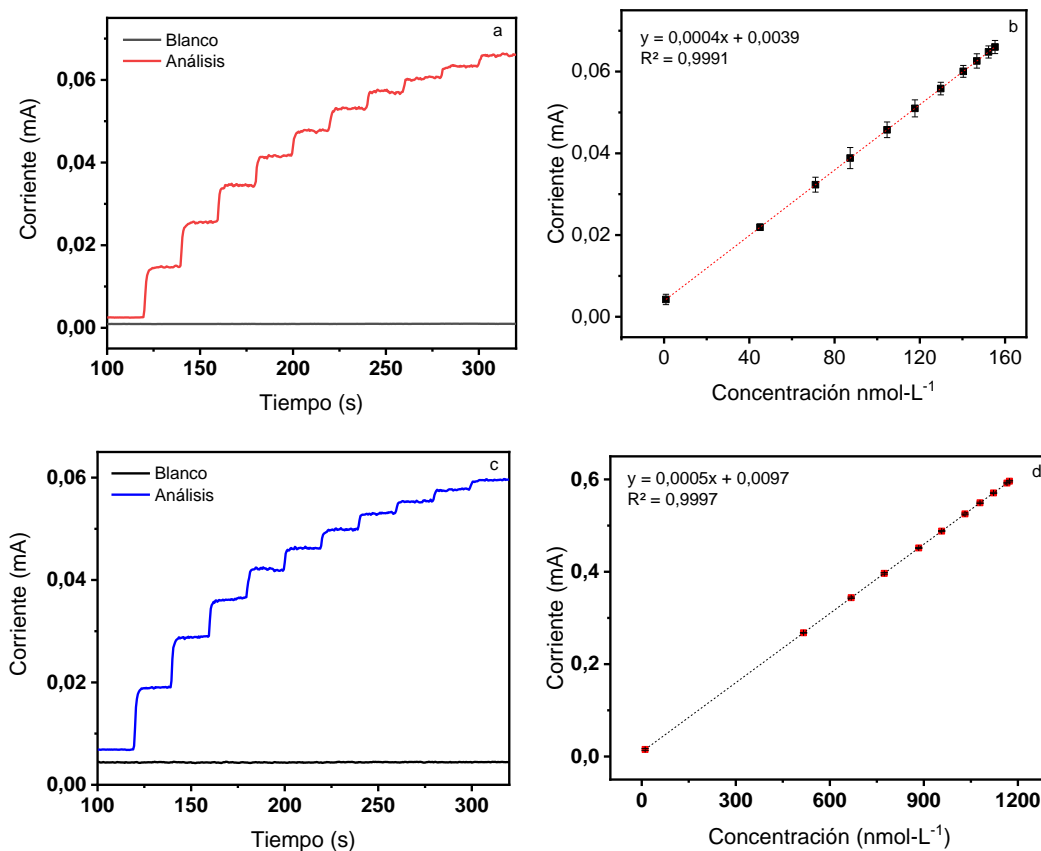 a
Blanco
Análisis
0,06
0,04
0,02
0,00
Corriente (mA)
100 150 200 250 300
Tiempo (s)
b
y = 0,0004x + 0,0039
R² = 0,9991
0,06
0,04
0,02
0,00
Corriente (mA)
0 40 80 120 160
Concentración nmol-L⁻¹
c
Blanco
Análisis
0,06
0,04
0,02
0,00
Corriente (mA)
100 150 200 250 300
Tiempo (s)
d
y = 0,0005x + 0,0097
R² = 0,9997
0,6
0,4
0,2
0,0
Corriente (mA)
0 300 600 900 1200
Concentración (nmol-L⁻¹)